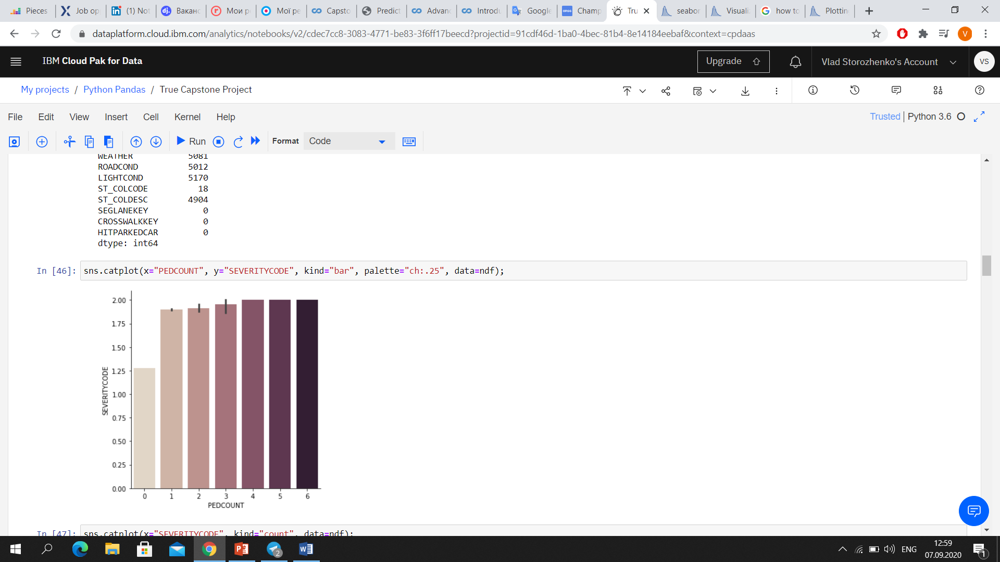 Pieces
Job op
(1) Not
Вакано
Мои р
Мої ре
Capsto
Predict
Advanc
Introdu
Google
Champ
Tru
seabor
Visuali
how to
Plottin
dataplatform.cloud.ibm.com/analytics/notebooks/v2/cdec7cc8-3083-4771-be83-3f6ff17beecd?projectid=91cdf46d-1ba0-4bec-81b4-8e14184eebaf&context=cpdaas
V
IBM Cloud Pak for Data
Upgrade
Vlad Storozhenko's Account
VS
My projects / Python Pandas / True Capstone Project
File Edit View Insert Cell Kernel Help
Trusted Python 3.6
Run
Format
Code
WEATHER 5081
ROADCOND 5012
LIGHTCOND 5170
ST_COLCODE 18
ST_COLDESC 4904
SEGLANEKEY 0
CROSSWALKKEY 0
HITPARKEDCAR 0
dtype: int64
In [46]: sns.catplot(x="PEDCOUNT", y="SEVERITYCODE", kind="bar", palette="ch:.25", data=ndf);
2.00
1.75
1.50
1.25
1.00
0.75
0.50
0.25
0.00
SEVERITYCODE
0 1 2 3 4 5 6
PEDCOUNT
In [47]: sns.catplot(x="SEVERITYCODE", kind="count", data=ndf);
2
ENG
12:59
07.09.2020
1